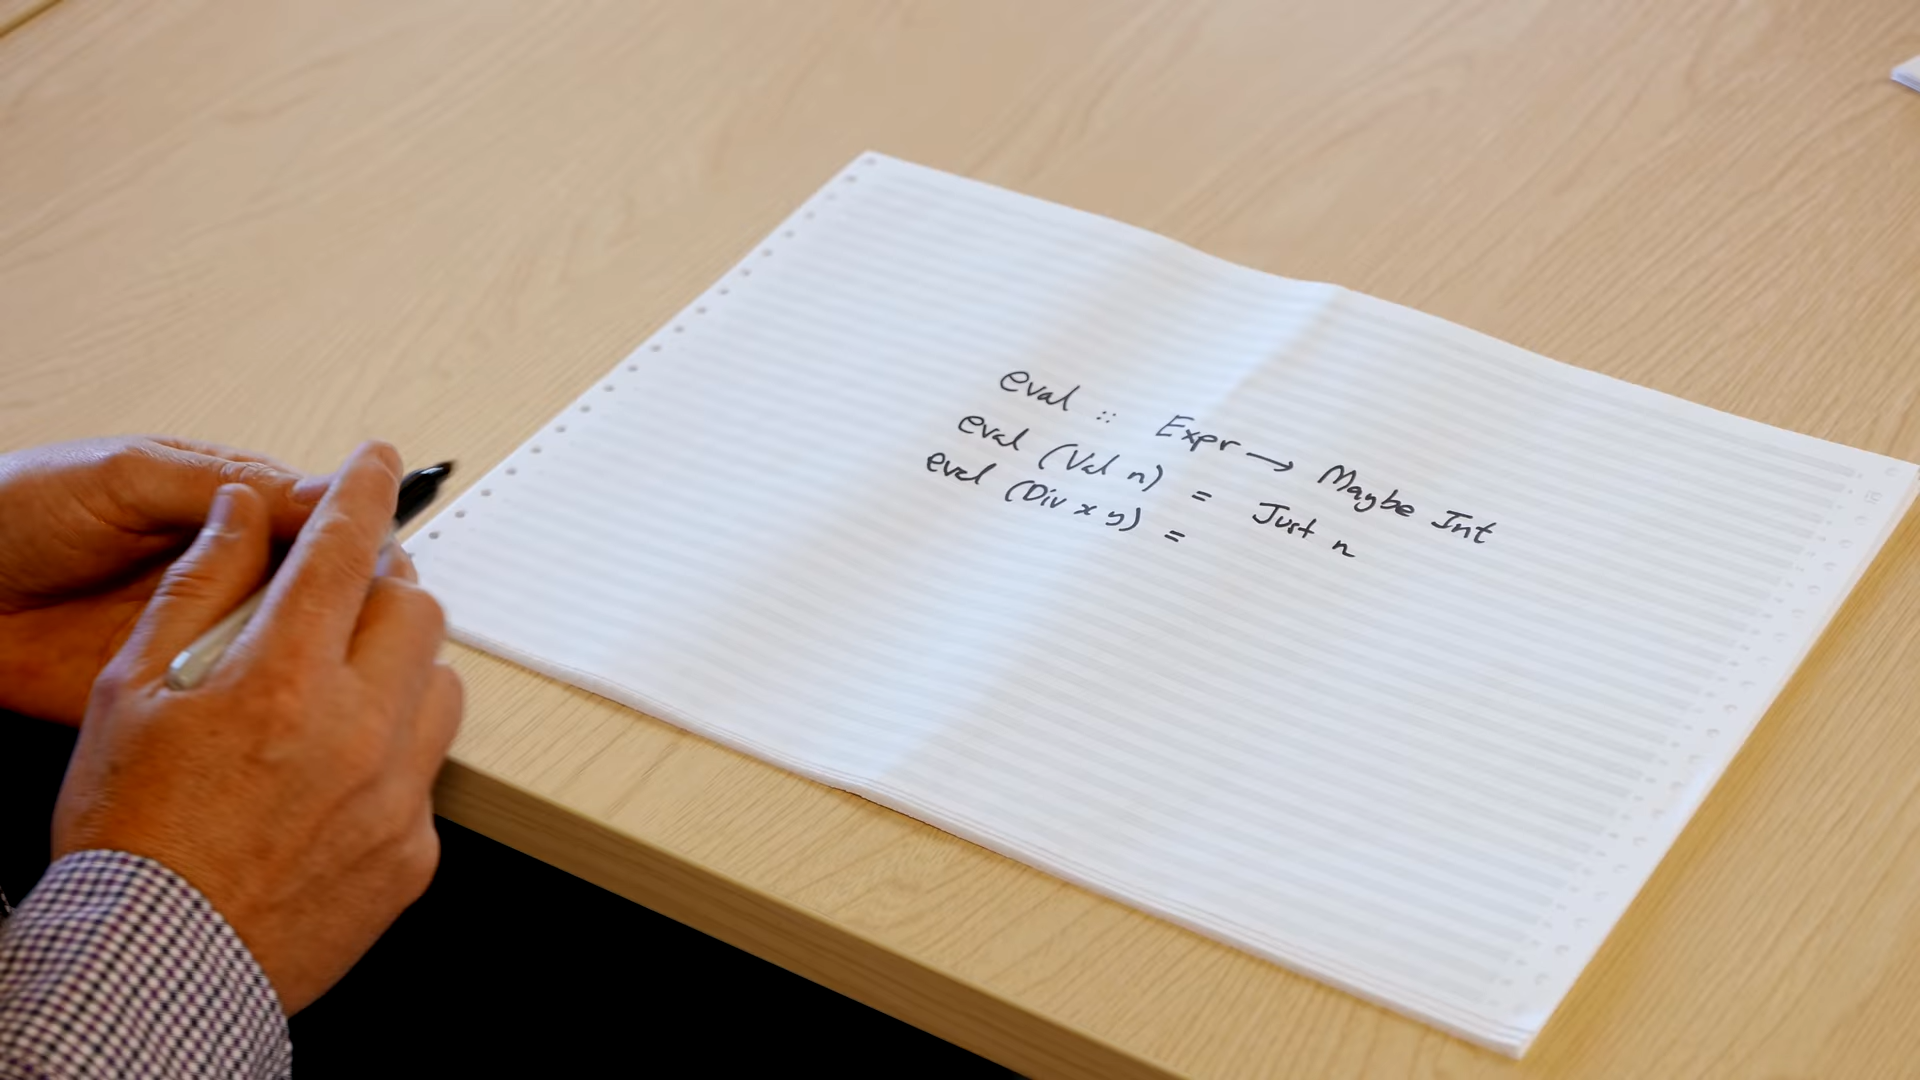 eval :: Expr → Maybe Int
eval (Val n) = Just n
eval (Div x y) =